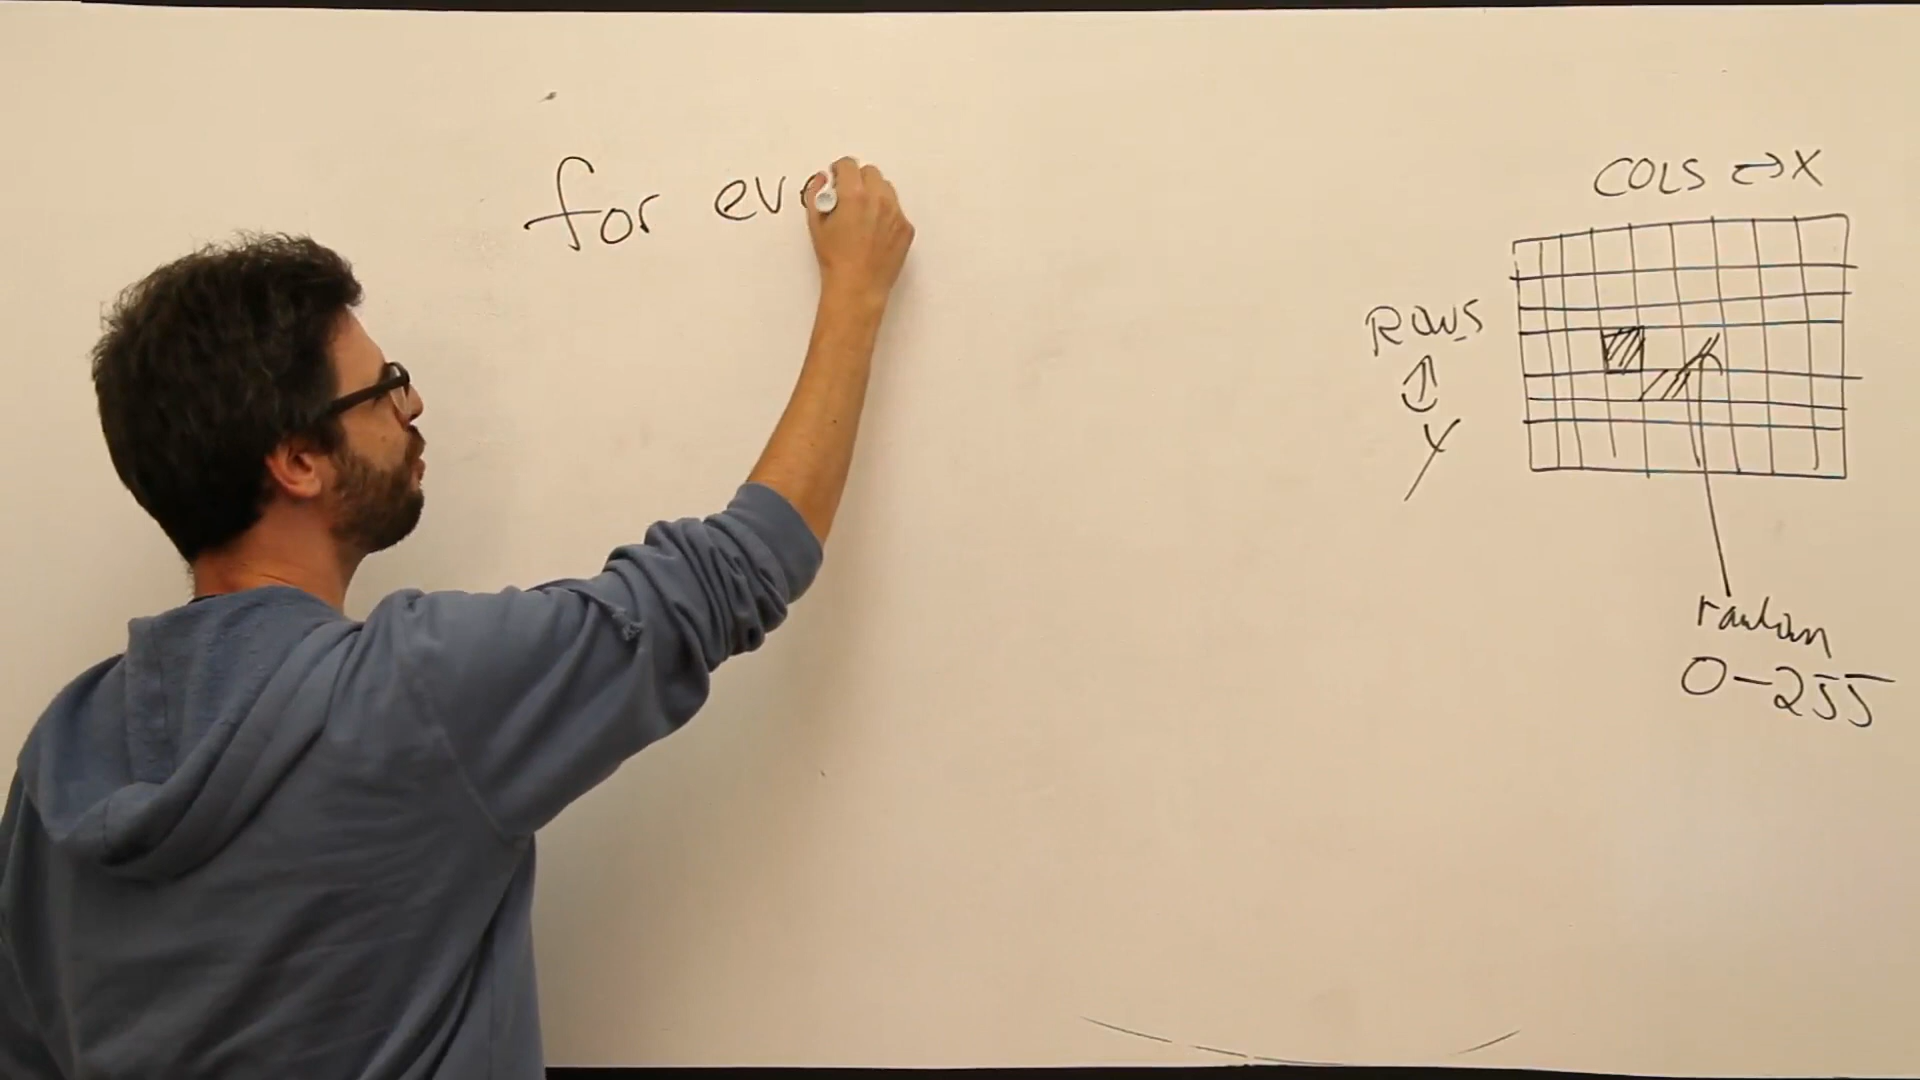 for eve
COLS ⇄ X
ROWS
↕
Y
random
0-255